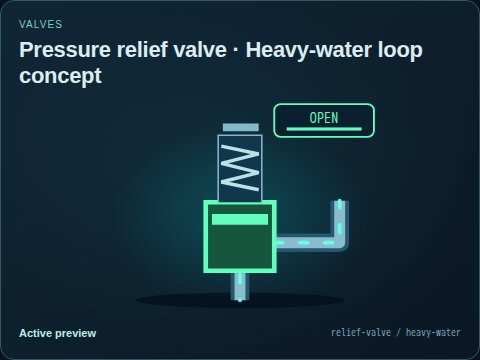 VALVES
Pressure relief valve · Heavy-water loop
concept
OPEN
Active preview
relief-valve / heavy-water